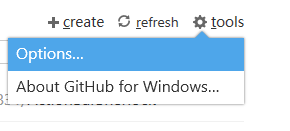 + create refresh tools
Options...
About GitHub for Windows...